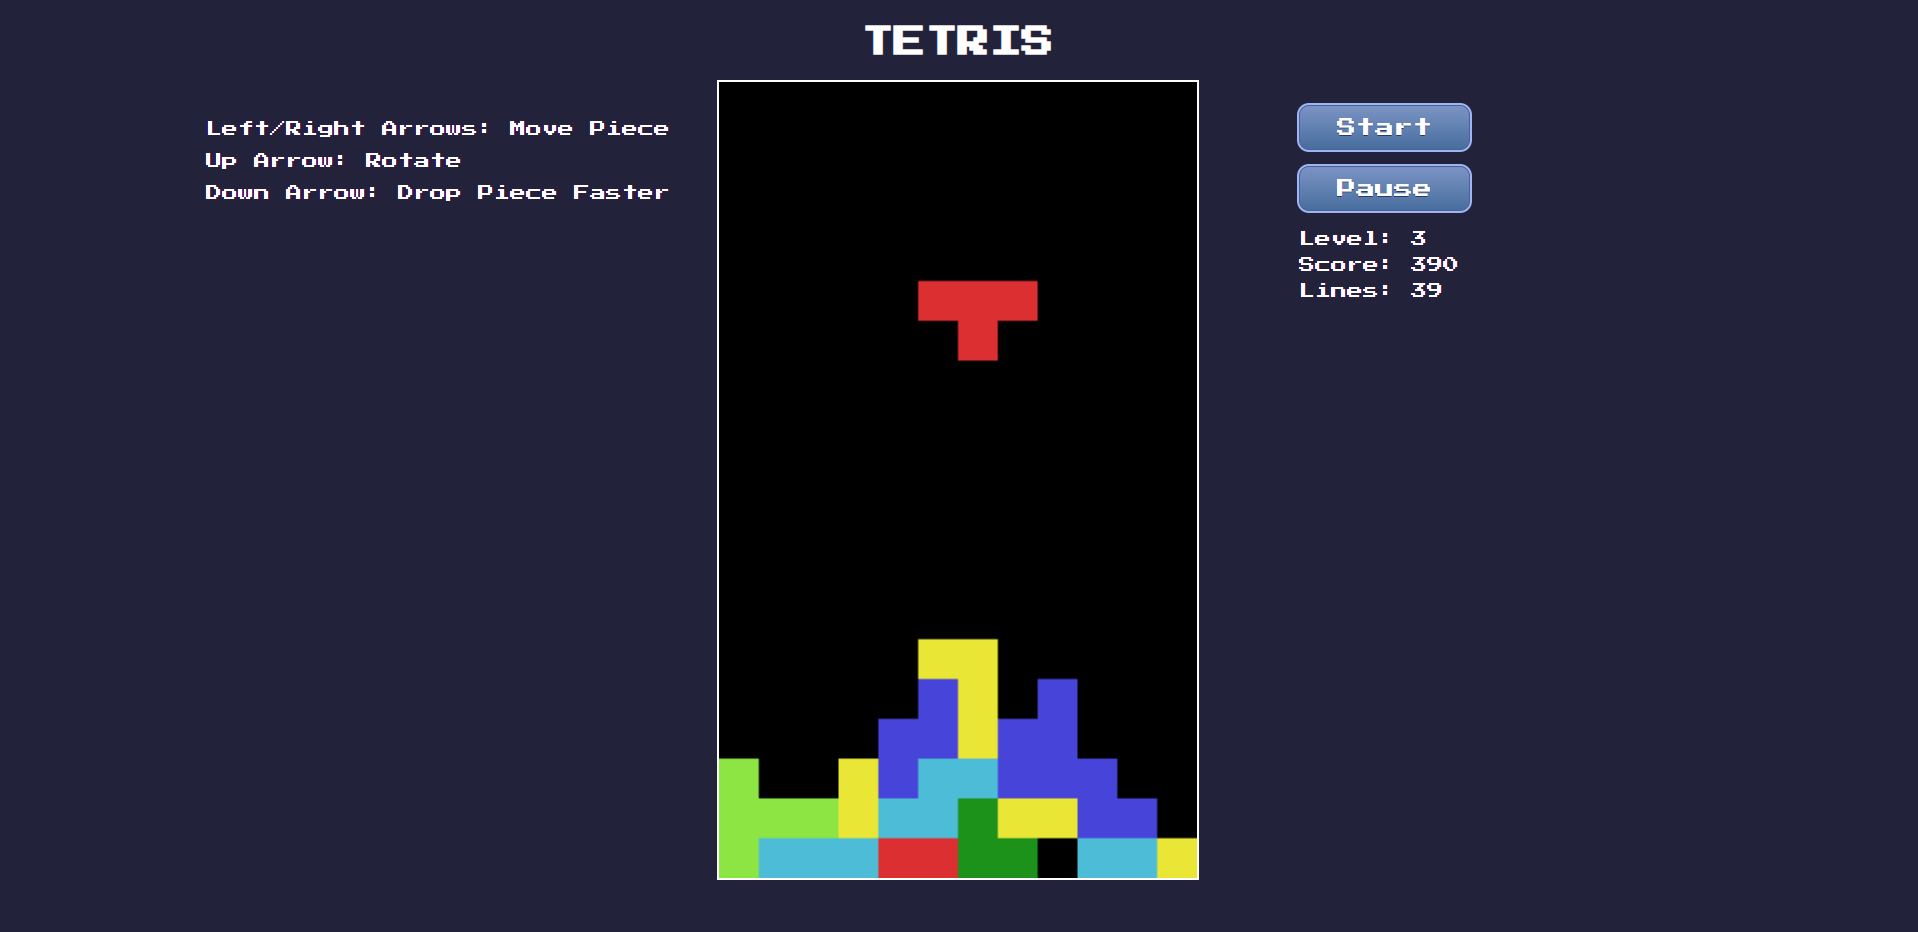 TETRIS
Left/Right Arrows: Move Piece
Up Arrow: Rotate
Down Arrow: Drop Piece Faster
Start
Pause
Level: 3
Score: 390
Lines: 39